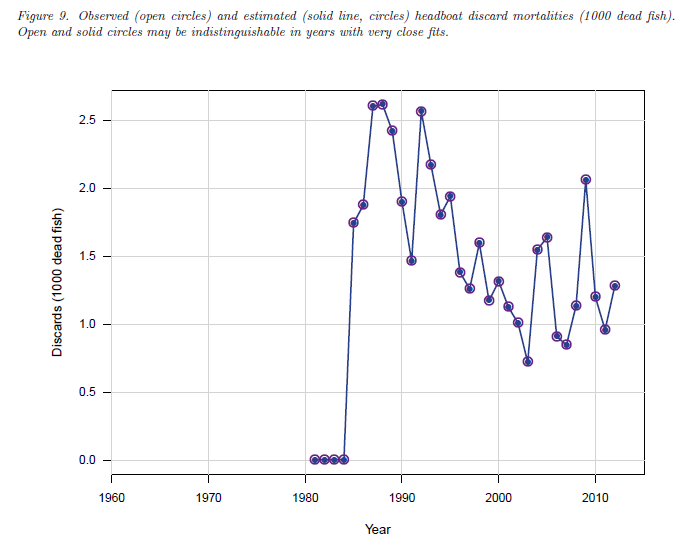 Figure 9. Observed (open circles) and estimated (solid line, circles) headboat discard mortalities (1000 dead fish).
Open and solid circles may be indistinguishable in years with very close fits.
2.5
2.0
1.5
1.0
0.5
0.0
Discards (1000 dead fish)
1960 1970 1980 1990 2000 2010
Year